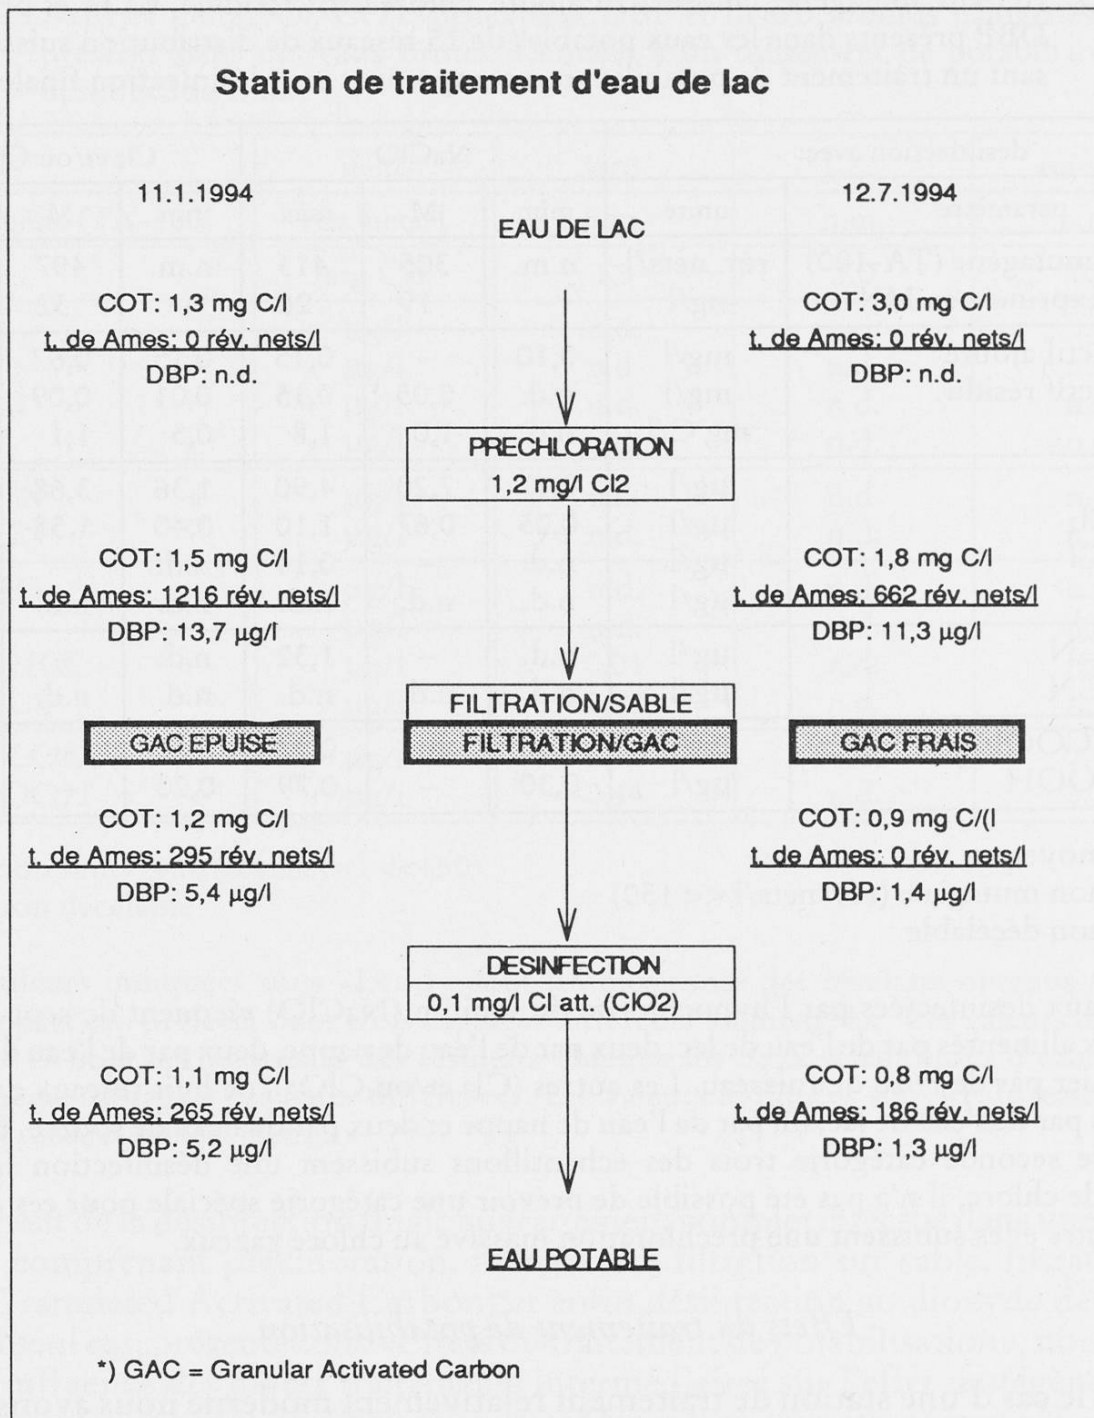 Station de traitement d'eau de lac
11.1.1994
12.7.1994
EAU DE LAC
COT: 1,3 mg C/l
t. de Ames: 0 rév. nets/l
DBP: n.d.
COT: 3,0 mg C/l
t. de Ames: 0 rév. nets/l
DBP: n.d.
PRECHLORATION
1,2 mg/l Cl2
COT: 1,5 mg C/l
t. de Ames: 1216 rév. nets/l
DBP: 13,7 µg/l
COT: 1,8 mg C/l
t. de Ames: 662 rév. nets/l
DBP: 11,3 µg/l
FILTRATION/SABLE
GAC EPUISE
FILTRATION/GAC
GAC FRAIS
COT: 1,2 mg C/l
t. de Ames: 295 rév. nets/l
DBP: 5,4 µg/l
COT: 0,9 mg C/(l
t. de Ames: 0 rév. nets/l
DBP: 1,4 µg/l
DESINFECTION
0,1 mg/l Cl att. (ClO2)
COT: 1,1 mg C/l
t. de Ames: 265 rév. nets/l
DBP: 5,2 µg/l
COT: 0,8 mg C/l
t. de Ames: 186 rév. nets/l
DBP: 1,3 µg/l
EAU POTABLE
*) GAC = Granular Activated Carbon